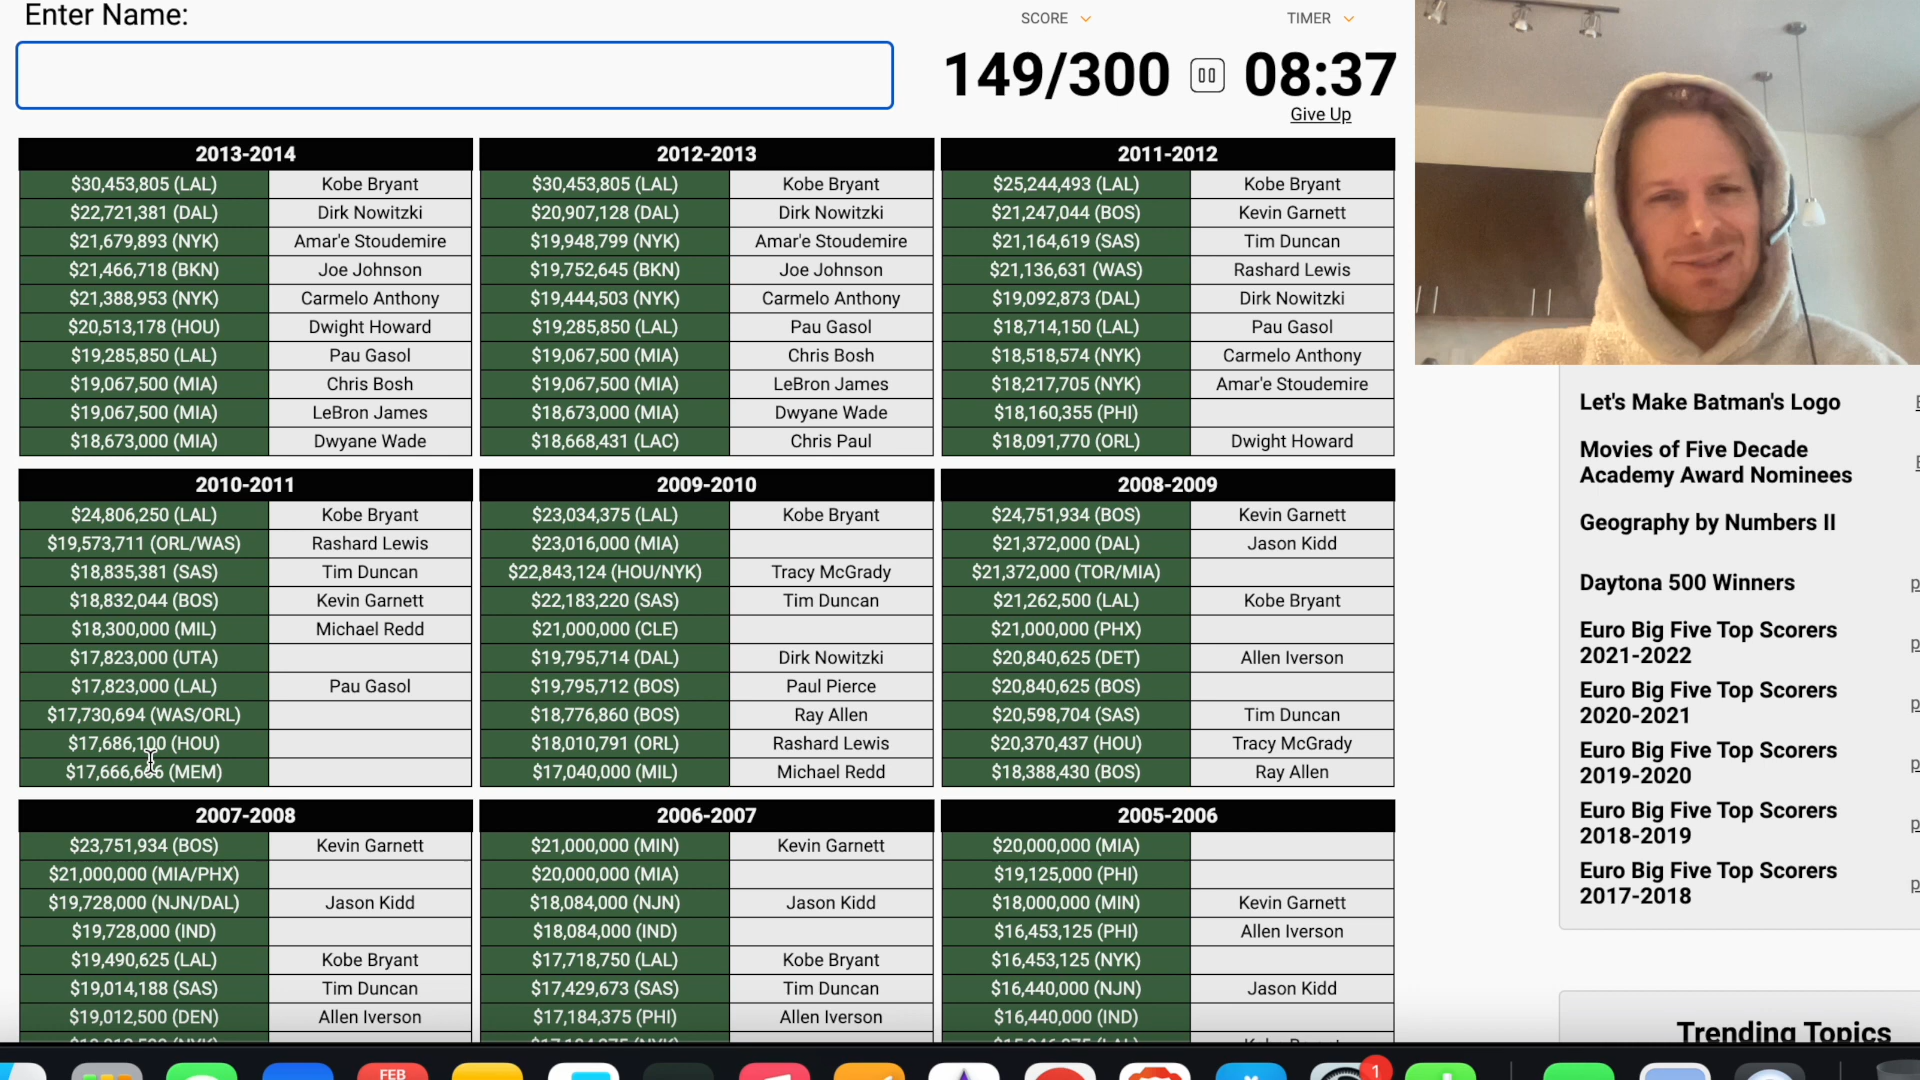 Enter Name:
SCORE
TIMER
149/300
08:37
Give Up
2013-2014
$30,453,805 (LAL) Kobe Bryant
$22,721,381 (DAL) Dirk Nowitzki
$21,679,893 (NYK) Amar'e Stoudemire
$21,466,718 (BKN) Joe Johnson
$21,388,953 (NYK) Carmelo Anthony
$20,513,178 (HOU) Dwight Howard
$19,285,850 (LAL) Pau Gasol
$19,067,500 (MIA) Chris Bosh
$19,067,500 (MIA) LeBron James
$18,673,000 (MIA) Dwyane Wade
2012-2013
$30,453,805 (LAL) Kobe Bryant
$20,907,128 (DAL) Dirk Nowitzki
$19,948,799 (NYK) Amar'e Stoudemire
$19,752,645 (BKN) Joe Johnson
$19,444,503 (NYK) Carmelo Anthony
$19,285,850 (LAL) Pau Gasol
$19,067,500 (MIA) Chris Bosh
$19,067,500 (MIA) LeBron James
$18,673,000 (MIA) Dwyane Wade
$18,668,431 (LAC) Chris Paul
2011-2012
$25,244,493 (LAL) Kobe Bryant
$21,247,044 (BOS) Kevin Garnett
$21,164,619 (SAS) Tim Duncan
$21,136,631 (WAS) Rashard Lewis
$19,092,873 (DAL) Dirk Nowitzki
$18,714,150 (LAL) Pau Gasol
$18,518,574 (NYK) Carmelo Anthony
$18,217,705 (NYK) Amar'e Stoudemire
$18,160,355 (PHI)
$18,091,770 (ORL) Dwight Howard
2010-2011
$24,806,250 (LAL) Kobe Bryant
$19,573,711 (ORL/WAS) Rashard Lewis
$18,835,381 (SAS) Tim Duncan
$18,832,044 (BOS) Kevin Garnett
$18,300,000 (MIL) Michael Redd
$17,823,000 (UTA)
$17,823,000 (LAL) Pau Gasol
$17,730,694 (WAS/ORL)
$17,686,100 (HOU)
$17,666,666 (MEM)
2009-2010
$23,034,375 (LAL) Kobe Bryant
$23,016,000 (MIA)
$22,843,124 (HOU/NYK) Tracy McGrady
$22,183,220 (SAS) Tim Duncan
$21,000,000 (CLE)
$19,795,714 (DAL) Dirk Nowitzki
$19,795,712 (BOS) Paul Pierce
$18,776,860 (BOS) Ray Allen
$18,010,791 (ORL) Rashard Lewis
$17,040,000 (MIL) Michael Redd
2008-2009
$24,751,934 (BOS) Kevin Garnett
$21,372,000 (DAL) Jason Kidd
$21,372,000 (TOR/MIA)
$21,262,500 (LAL) Kobe Bryant
$21,000,000 (PHX)
$20,840,625 (DET) Allen Iverson
$20,840,625 (BOS)
$20,598,704 (SAS) Tim Duncan
$20,370,437 (HOU) Tracy McGrady
$18,388,430 (BOS) Ray Allen
2007-2008
$23,751,934 (BOS) Kevin Garnett
$21,000,000 (MIA/PHX)
$19,728,000 (NJN/DAL) Jason Kidd
$19,728,000 (IND)
$19,490,625 (LAL) Kobe Bryant
$19,014,188 (SAS) Tim Duncan
$19,012,500 (DEN) Allen Iverson
2006-2007
$21,000,000 (MIN) Kevin Garnett
$20,000,000 (MIA)
$18,084,000 (NJN) Jason Kidd
$18,084,000 (IND)
$17,718,750 (LAL) Kobe Bryant
$17,429,673 (SAS) Tim Duncan
$17,184,375 (PHI) Allen Iverson
2005-2006
$20,000,000 (MIA)
$19,125,000 (PHI)
$18,000,000 (MIN) Kevin Garnett
$16,453,125 (PHI) Allen Iverson
$16,453,125 (NYK)
$16,440,000 (NJN) Jason Kidd
$16,440,000 (IND)
Let's Make Batman's Logo
Movies of Five Decade
Academy Award Nominees
Geography by Numbers II
Daytona 500 Winners
Euro Big Five Top Scorers
2021-2022
Euro Big Five Top Scorers
2020-2021
Euro Big Five Top Scorers
2019-2020
Euro Big Five Top Scorers
2018-2019
Euro Big Five Top Scorers
2017-2018
Trending Topics
FEB
1